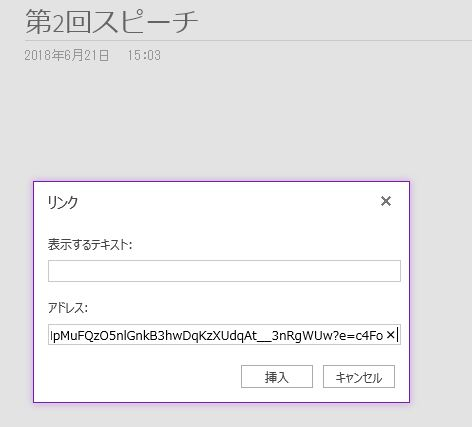 第2回スピーチ
2018年6月21日 15:03
リンク
表示するテキスト:
アドレス:
ipMuFQzO5nlGnkB3hwDqKzXUdqAt__3nRgWUw?e=c4Fo
挿入
キャンセル